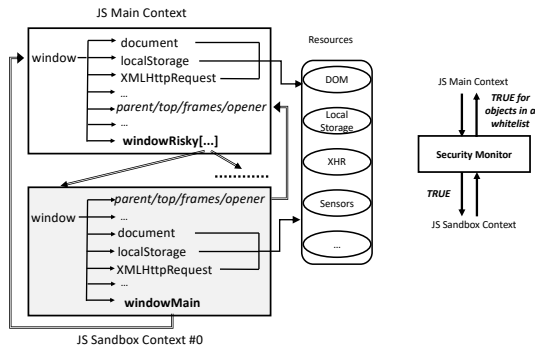 JS Main Context
window
document
localStorage
XMLHttpRequest
...
parent/top/frames/opener
...
windowRisky[...]
parent/top/frames/opener
window
...
document
localStorage
XMLHttpRequest
...
windowMain
JS Sandbox Context #0
Resources
DOM
Local
Storage
XHR
Sensors
...
JS Main Context
TRUE for
objects in a
whitelist
Security Monitor
TRUE
JS Sandbox Context